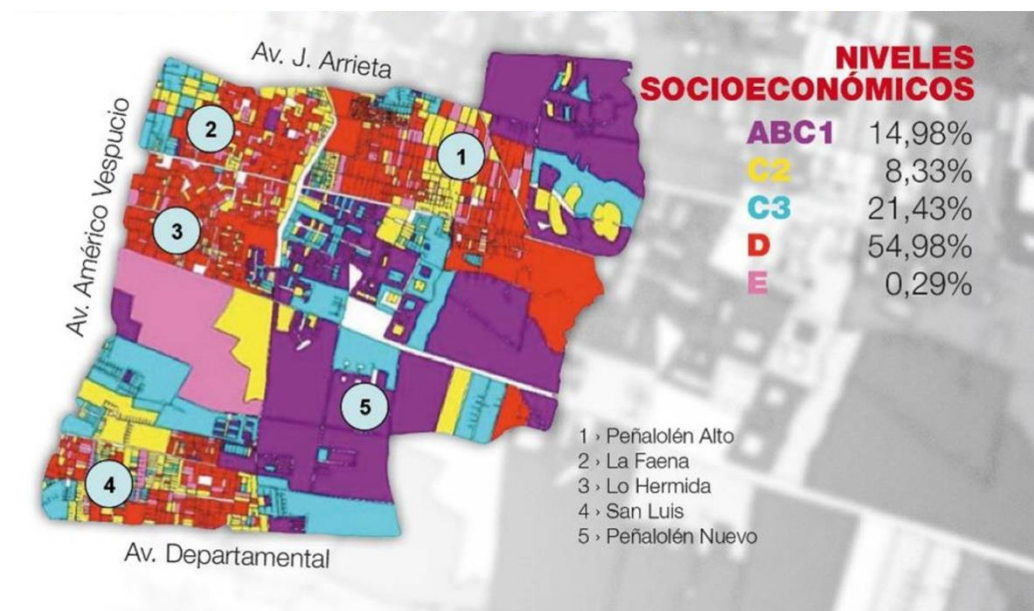 Av. J. Arrieta
Av. Américo Vespucio
2
1
3
5
4
Av. Departamental
NIVELES
SOCIOECONÓMICOS
ABC1 14,98%
C2 8,33%
C3 21,43%
D 54,98%
E 0,29%
1 › Peñalolén Alto
2 › La Faena
3 › Lo Hermida
4 › San Luis
5 › Peñalolén Nuevo